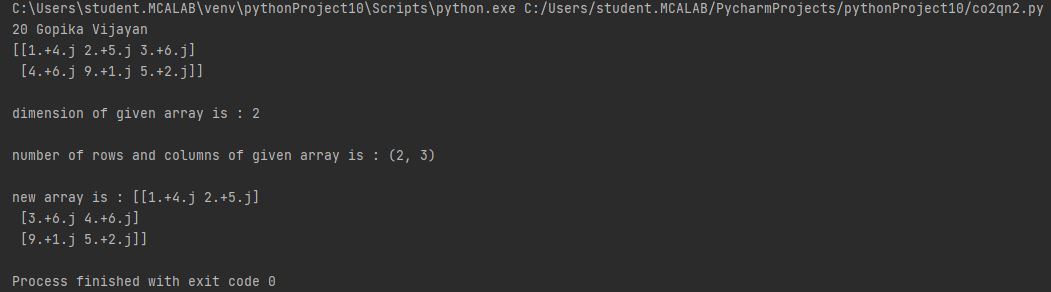 C:\Users\student.MCALAB\venv\pythonProject10\Scripts\python.exe C:/Users/student.MCALAB/PycharmProjects/pythonProject10/co2qn2.py
20 Gopika Vijayan
[[1.+4.j 2.+5.j 3.+6.j]
 [4.+6.j 9.+1.j 5.+2.j]]
dimension of given array is : 2
number of rows and columns of given array is : (2, 3)
new array is : [[1.+4.j 2.+5.j]
 [3.+6.j 4.+6.j]
 [9.+1.j 5.+2.j]]
Process finished with exit code 0